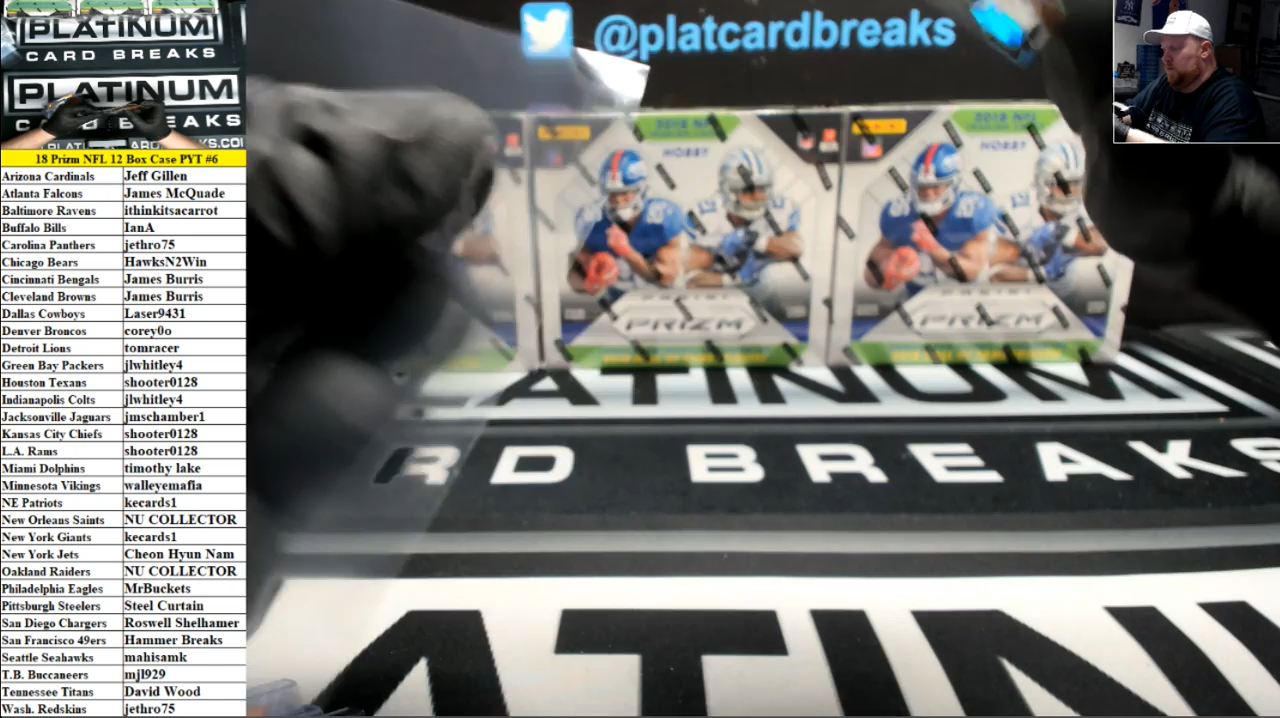 PLATINUM
CARD BREAKS
PLATINUM
@platcardbreaks
18 Prizm NFL 12 Box Case PYT #6
Arizona Cardinals Jeff Gillen
Atlanta Falcons James McQuade
Baltimore Ravens ithinkitsacarrot
Buffalo Bills IanA
Carolina Panthers jethro75
Chicago Bears HawksN2Win
Cincinnati Bengals James Burris
Cleveland Browns James Burris
Dallas Cowboys Laser9431
Denver Broncos corey0o
Detroit Lions tomracer
Green Bay Packers jlwhitley4
Houston Texans shooter0128
Indianapolis Colts jlwhitley4
Jacksonville Jaguars jmschamber1
Kansas City Chiefs shooter0128
L.A. Rams shooter0128
Miami Dolphins timothy lake
Minnesota Vikings walleyemafia
NE Patriots kecards1
New Orleans Saints NU COLLECTOR
New York Giants kecards1
New York Jets Cheon Hyun Nam
Oakland Raiders NU COLLECTOR
Philadelphia Eagles MrBuckets
Pittsburgh Steelers Steel Curtain
San Diego Chargers Roswell Shelhamer
San Francisco 49ers Hammer Breaks
Seattle Seahawks mahisamk
T.B. Buccaneers mjl929
Tennessee Titans David Wood
Wash. Redskins jethro75
HOBBY HOBBY
PRIZM PRIZM
ATINUM
RD BREAKS
ATINU